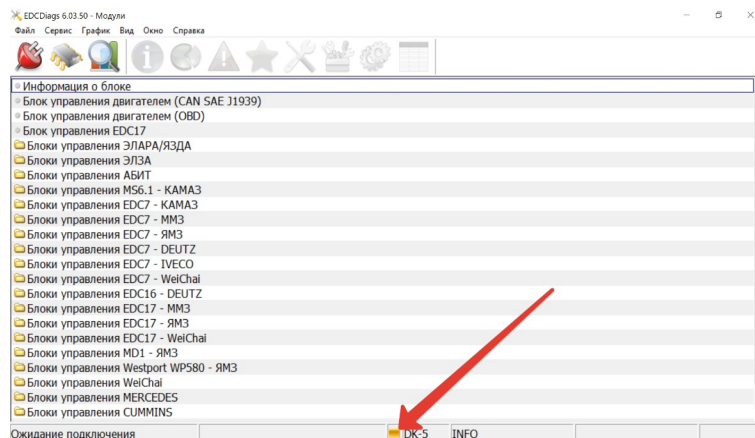 EDCDiags 6.03.50 - Модули
Файл Сервис График Вид Окно Справка
Информация о блоке
Блок управления двигателем (CAN SAE J1939)
Блок управления двигателем (OBD)
Блок управления EDC17
Блоки управления ЭЛАРА/ЯЗДА
Блоки управления ЭЛЗА
Блоки управления АБИТ
Блоки управления MS6.1 - КАМАЗ
Блоки управления EDC7 - КАМАЗ
Блоки управления EDC7 - ММЗ
Блоки управления EDC7 - ЯМЗ
Блоки управления EDC7 - DEUTZ
Блоки управления EDC7 - IVECO
Блоки управления EDC7 - WeiChai
Блоки управления EDC16 - DEUTZ
Блоки управления EDC17 - ММЗ
Блоки управления EDC17 - ЯМЗ
Блоки управления EDC17 - WeiChai
Блоки управления MD1 - ЯМЗ
Блоки управления Westport WP580 - ЯМЗ
Блоки управления WeiChai
Блоки управления MERCEDES
Блоки управления CUMMINS
Ожидание подключения DK-5 INFO